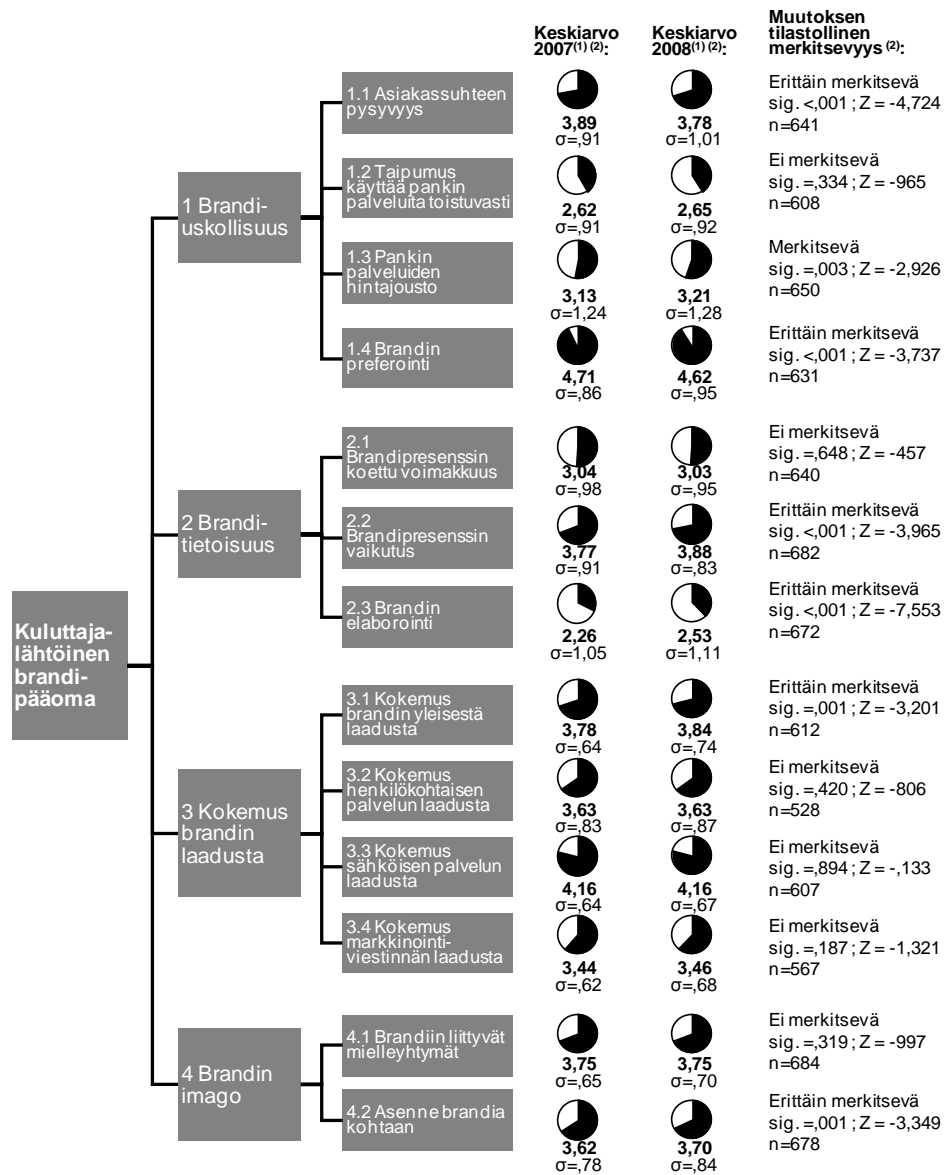 Keskiarvo
2007(1) (2):
Keskiarvo
2008(1) (2):
Muutoksen
tilastollinen
merkitsevyys (2):
Kuluttaja-
lähtöinen
brandi-
pääoma
1 Brandi-
uskollisuus
1.1 Asiakassuhteen
pysyvyys
3,89
σ=,91
3,78
σ=1,01
Erittäin merkitsevä
sig. <,001 ; Z = -4,724
n=641
1.2 Taipumus
käyttää pankin
palveluita toistuvasti
2,62
σ=,91
2,65
σ=,92
Ei merkitsevä
sig. =,334 ; Z = -965
n=608
1.3 Pankin
palveluiden
hintajousto
3,13
σ=1,24
3,21
σ=1,28
Merkitsevä
sig. =,003 ; Z = -2,926
n=650
1.4 Brandin
preferointi
4,71
σ=,86
4,62
σ=,95
Erittäin merkitsevä
sig. <,001 ; Z = -3,737
n=631
2 Brandi-
tietoisuus
2.1
Brandipresenssin
koettu voimakkuus
3,04
σ=,98
3,03
σ=,95
Ei merkitsevä
sig. =,648 ; Z = -457
n=640
2.2
Brandipresenssin
vaikutus
3,77
σ=,91
3,88
σ=,83
Erittäin merkitsevä
sig. <,001 ; Z = -3,965
n=682
2.3 Brandin
elaborointi
2,26
σ=1,05
2,53
σ=1,11
Erittäin merkitsevä
sig. <,001 ; Z = -7,553
n=672
3 Kokemus
brandin
laadusta
3.1 Kokemus
brandin yleisestä
laadusta
3,78
σ=,64
3,84
σ=,74
Erittäin merkitsevä
sig. =,001 ; Z = -3,201
n=612
3.2 Kokemus
henkilökohtaisen
palvelun laadusta
3,63
σ=,83
3,63
σ=,87
Ei merkitsevä
sig. =,420 ; Z = -806
n=528
3.3 Kokemus
sähköisen palvelun
laadusta
4,16
σ=,64
4,16
σ=,67
Ei merkitsevä
sig. =,894 ; Z = -,133
n=607
3.4 Kokemus
markkinointi-
viestinnän laadusta
3,44
σ=,62
3,46
σ=,68
Ei merkitsevä
sig. =,187 ; Z = -1,321
n=567
4 Brandin
imago
4.1 Brandiin liittyvät
mielleyhtymät
3,75
σ=,65
3,75
σ=,70
Ei merkitsevä
sig. =,319 ; Z = -997
n=684
4.2 Asenne brandia
kohtaan
3,62
σ=,78
3,70
σ=,84
Erittäin merkitsevä
sig. =,001 ; Z = -3,349
n=678